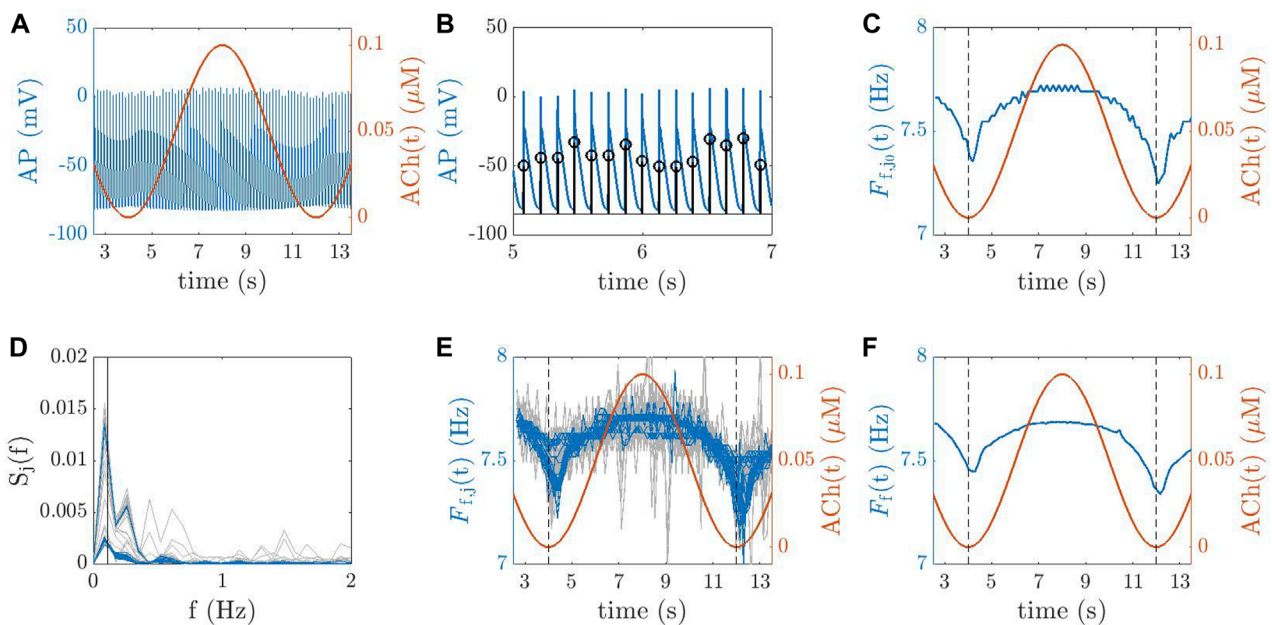 A
50
0
-50
-100
AP (mV)
0.1
0.05
0
ACh(t) (μM)
3 5 7 9 11 13
time (s)
B
50
0
-50
-100
AP (mV)
5 6 7
time (s)
C
8
7.5
7
F_f,j0(t) (Hz)
0.1
0.05
0
ACh(t) (μM)
3 5 7 9 11 13
time (s)
D
0.02
0.015
0.01
0.005
0
S_j(f)
0 1 2
f (Hz)
E
8
7.5
7
F_f,j(t) (Hz)
0.1
0.05
0
ACh(t) (μM)
3 5 7 9 11 13
time (s)
F
8
7.5
7
F_f(t) (Hz)
0.1
0.05
0
ACh(t) (μM)
3 5 7 9 11 13
time (s)